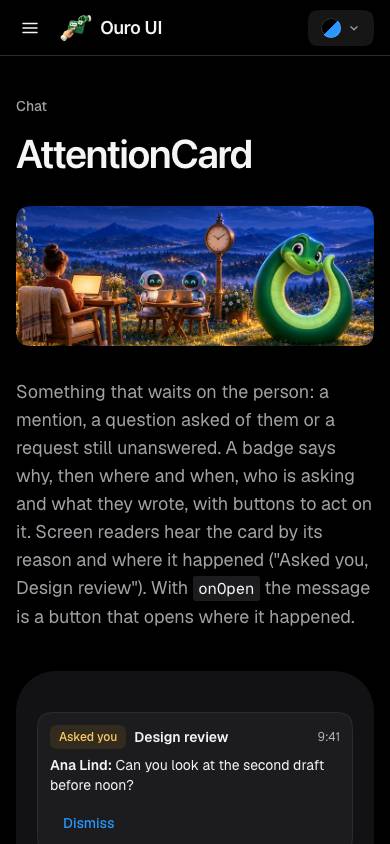 Ouro UI
Chat
AttentionCard
Something that waits on the person: a
mention, a question asked of them or a
request still unanswered. A badge says
why, then where and when, who is asking
and what they wrote, with buttons to act on
it. Screen readers hear the card by its
reason and where it happened ("Asked you,
Design review"). With onOpen the message
is a button that opens where it happened.
Asked you Design review 9:41
Ana Lind: Can you look at the second draft
before noon?
Dismiss